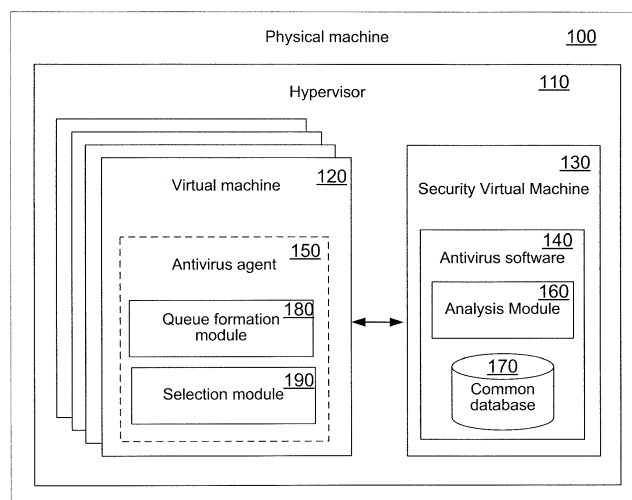 Physical machine 100
Hypervisor 110
Virtual machine 120
Antivirus agent 150
Queue formation module 180
Selection module 190
Security Virtual Machine 130
Antivirus software 140
Analysis Module 160
170
Common database